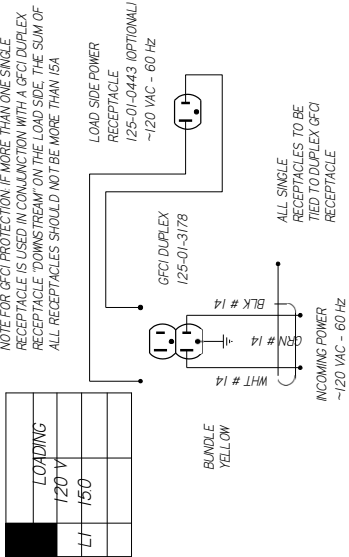 NOTE FOR GFCI PROTECTION: IF MORE THAN ONE SINGLE
RECEPTACLE IS USED IN CONJUNCTION WITH A GFCI DUPLEX
RECEPTACLE "DOWNSTREAM" ON THE LOAD SIDE, THE SUM OF
ALL RECEPTACLES SHOULD NOT BE MORE THAN 15A
LOAD SIDE POWER
RECEPTACLE
125-01-0443 (OPTIONAL)
~120 VAC - 60 Hz
GFCI DUPLEX
125-01-3178
ALL SINGLE
RECEPTACLES TO BE
TIED TO DUPLEX GFCI
RECEPTACLE
BLK # 14
GRN # 14
WHT # 14
INCOMING POWER
~120 VAC - 60 Hz
BUNDLE
YELLOW
LOADING
120 V
L1 15.0